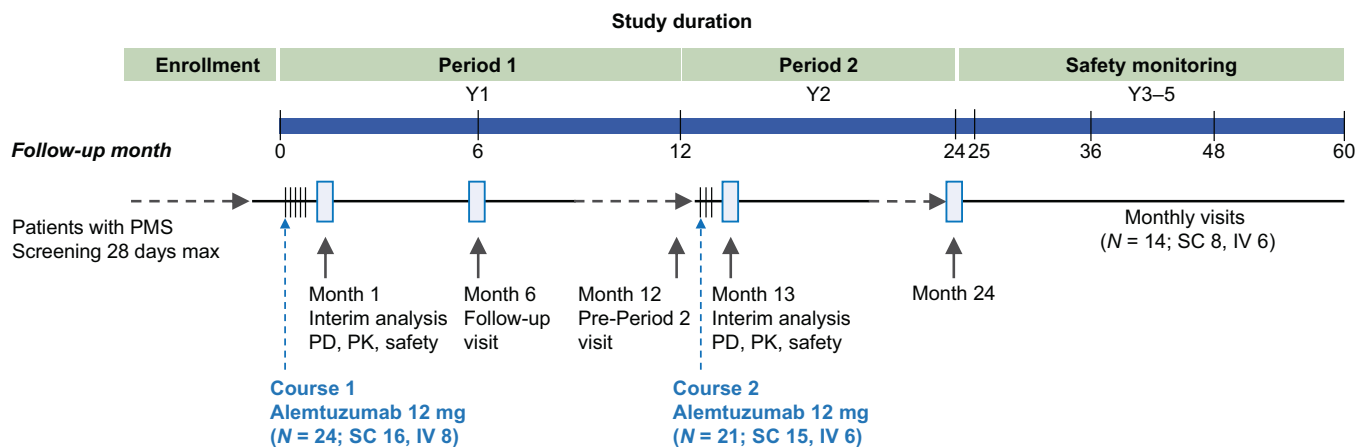 Study duration
Enrollment
Period 1
Period 2
Safety monitoring
Y1
Y2
Y3–5
Follow-up month
0
6
12
24
25
36
48
60
Patients with PMS
Screening 28 days max
Monthly visits
(N = 14; SC 8, IV 6)
Month 1
Interim analysis
PD, PK, safety
Month 6
Follow-up
visit
Month 12
Pre-Period 2
visit
Month 13
Interim analysis
PD, PK, safety
Month 24
Course 1
Alemtuzumab 12 mg
(N = 24; SC 16, IV 8)
Course 2
Alemtuzumab 12 mg
(N = 21; SC 15, IV 6)